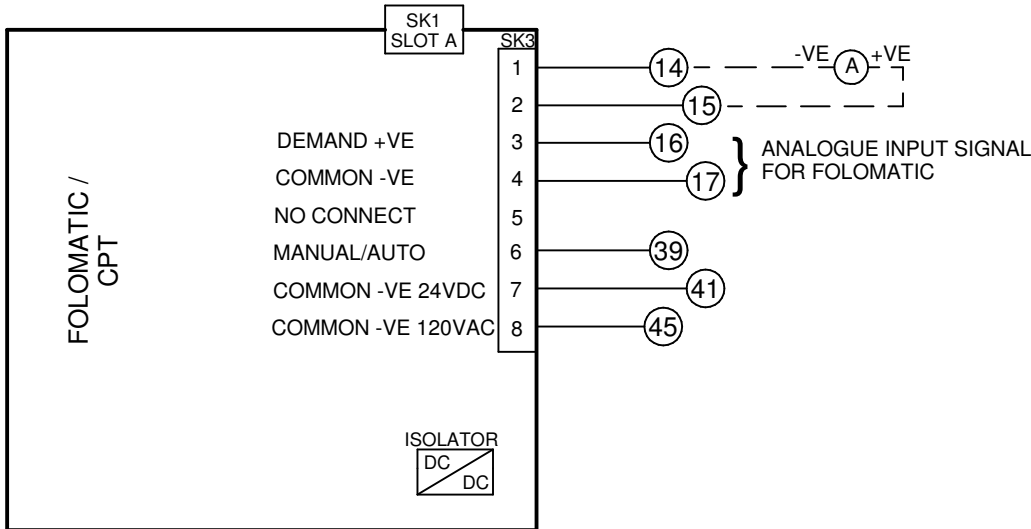 SK1
SLOT A
SK3
1
14
-VE
A
+VE
2
15
DEMAND +VE
3
16
ANALOGUE INPUT SIGNAL
FOR FOLOMATIC
COMMON -VE
4
17
NO CONNECT
5
MANUAL/AUTO
6
39
COMMON -VE 24VDC
7
41
COMMON -VE 120VAC
8
45
FOLOMATIC /
CPT
ISOLATOR
DC
DC